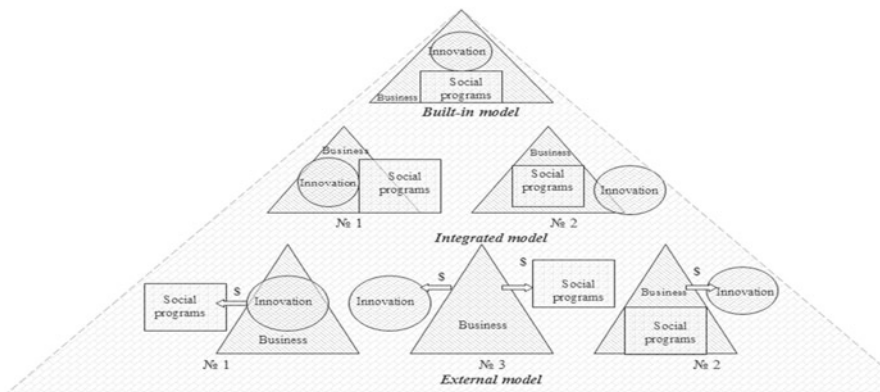 Innovation
Social
programs
Business
Built-in model
Business
Innovation
Social
programs
№ 1
Business
Social
programs
Innovation
№ 2
Integrated model
Social
programs
$
Innovation
Business
№ 1
Innovation
$
$
Social
programs
Business
№ 3
Business
$
Innovation
Social
programs
№ 2
External model